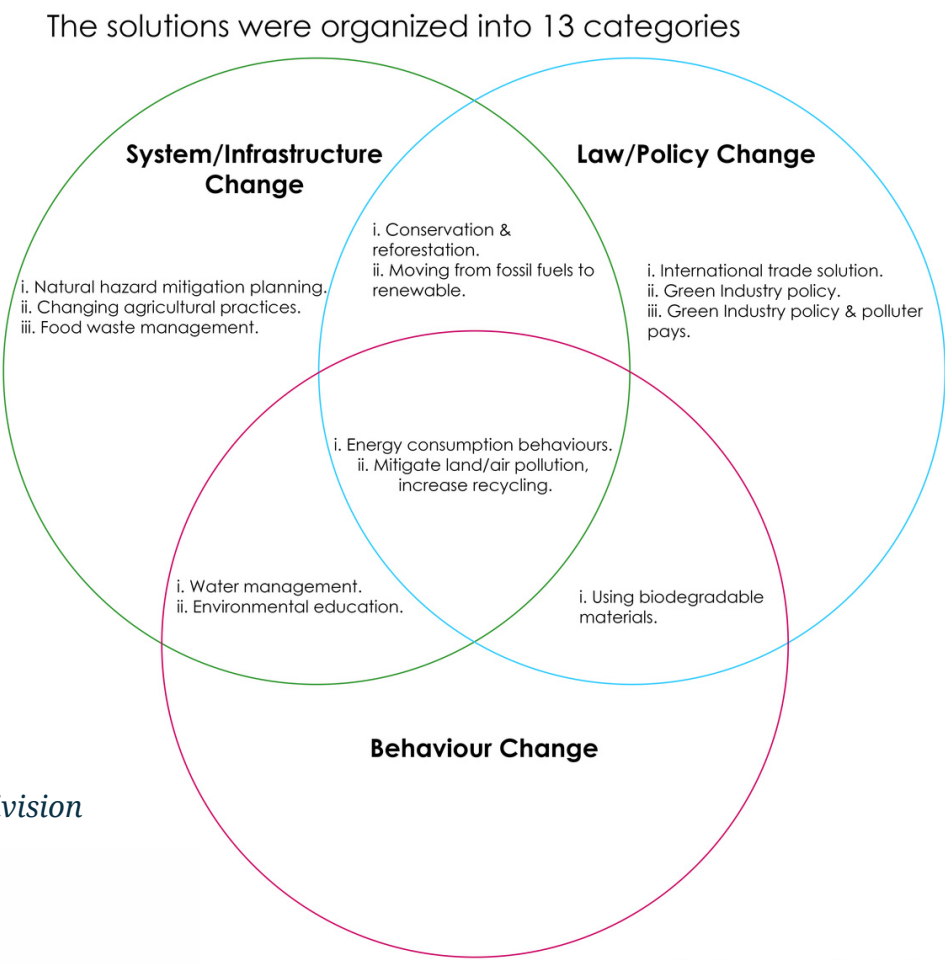 The solutions were organized into 13 categories
System/Infrastructure
Change
Law/Policy Change
i. Conservation &
reforestation.
ii. Moving from fossil fuels to
renewable.
i. Natural hazard mitigation planning.
ii. Changing agricultural practices.
iii. Food waste management.
i. International trade solution.
ii. Green Industry policy.
iii. Green Industry policy & polluter
pays.
i. Energy consumption behaviours.
ii. Mitigate land/air pollution,
increase recycling.
i. Water management.
ii. Environmental education.
i. Using biodegradable
materials.
Behaviour Change
vision